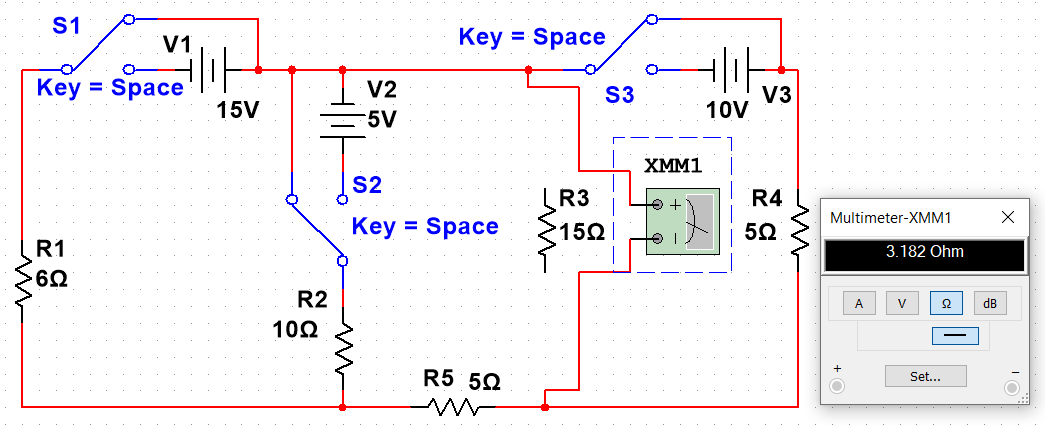 S1
Key = Space
V1
15V
V2
5V
S2
Key = Space
Key = Space
S3
V3
10V
XMM1
+
R3
15Ω
R4
5Ω
R1
6Ω
R2
10Ω
R5 5Ω
Multimeter-XMM1
3.182 Ohm
A V Ω dB
+ Set... −